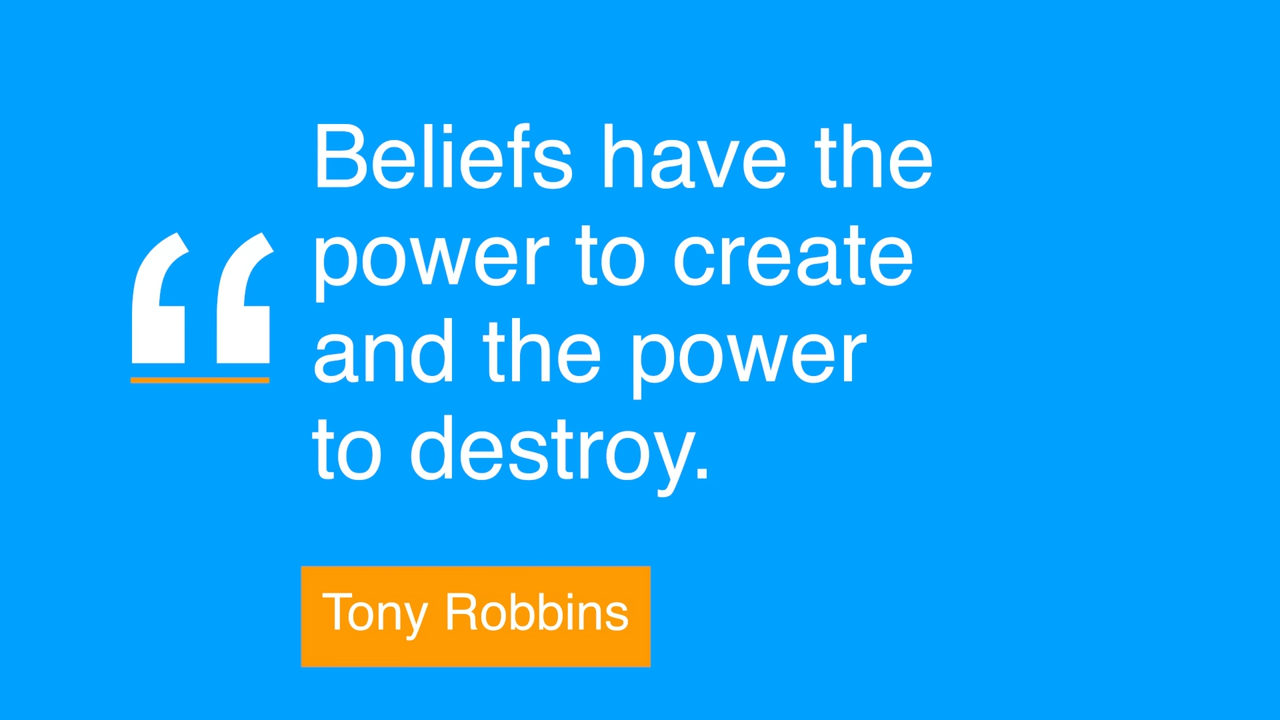 “
Beliefs have the
power to create
and the power
to destroy.
Tony Robbins